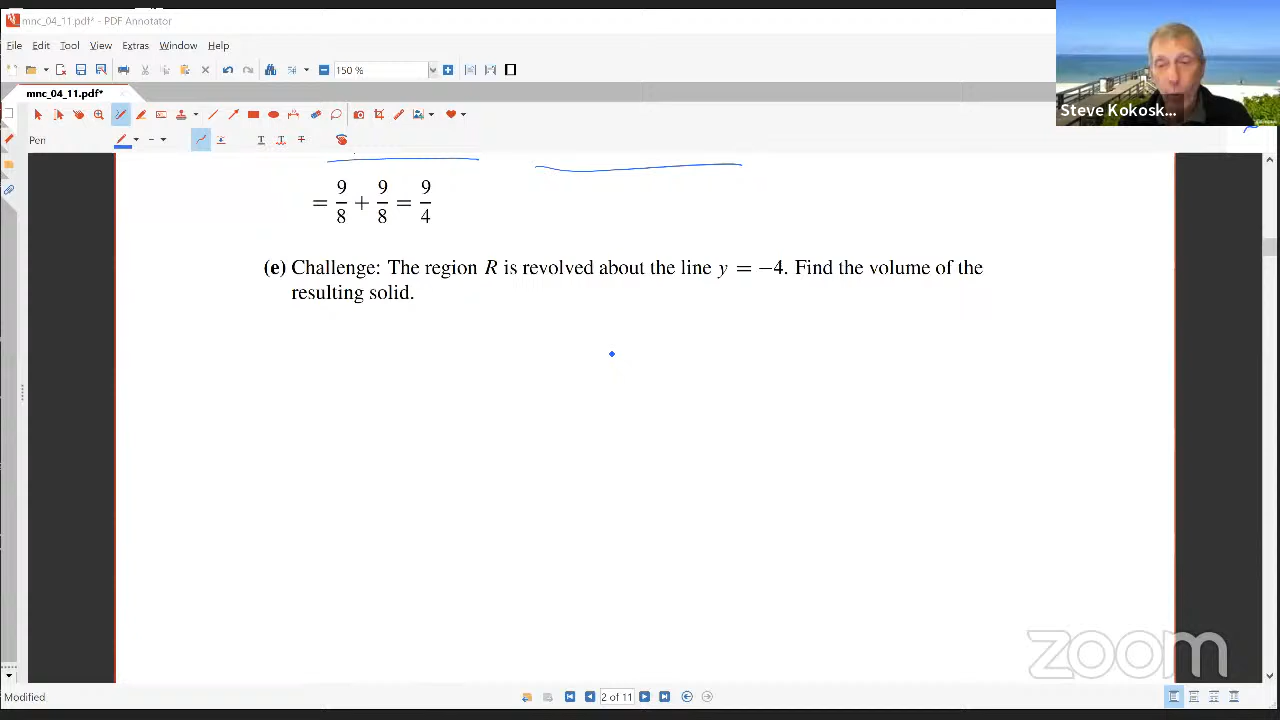 mnc_04_11.pdf* - PDF Annotator
File Edit Tool View Extras Window Help
150 %
mnc_04_11.pdf*
Pen
Steve Kokosk...
= 9/8 + 9/8 = 9/4
(e) Challenge: The region R is revolved about the line y = −4. Find the volume of the
resulting solid.
zoom
Modified
2 of 11